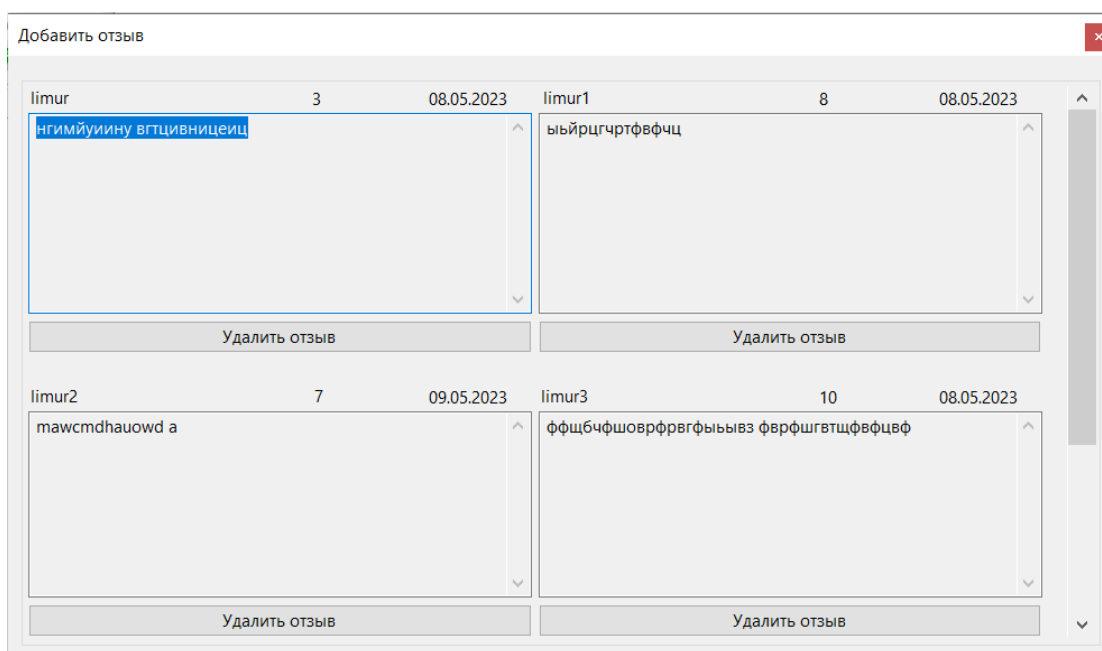 Добавить отзыв
limur 3 08.05.2023 limur1 8 08.05.2023
нгимйуиину вгтцивницеиц ыьйрцгчртфвфчц
Удалить отзыв Удалить отзыв
limur2 7 09.05.2023 limur3 10 08.05.2023
mawcmdhauowd a ффщбчфшоврфрвгфыьывз фврфшгвтщфвфцвф
Удалить отзыв Удалить отзыв